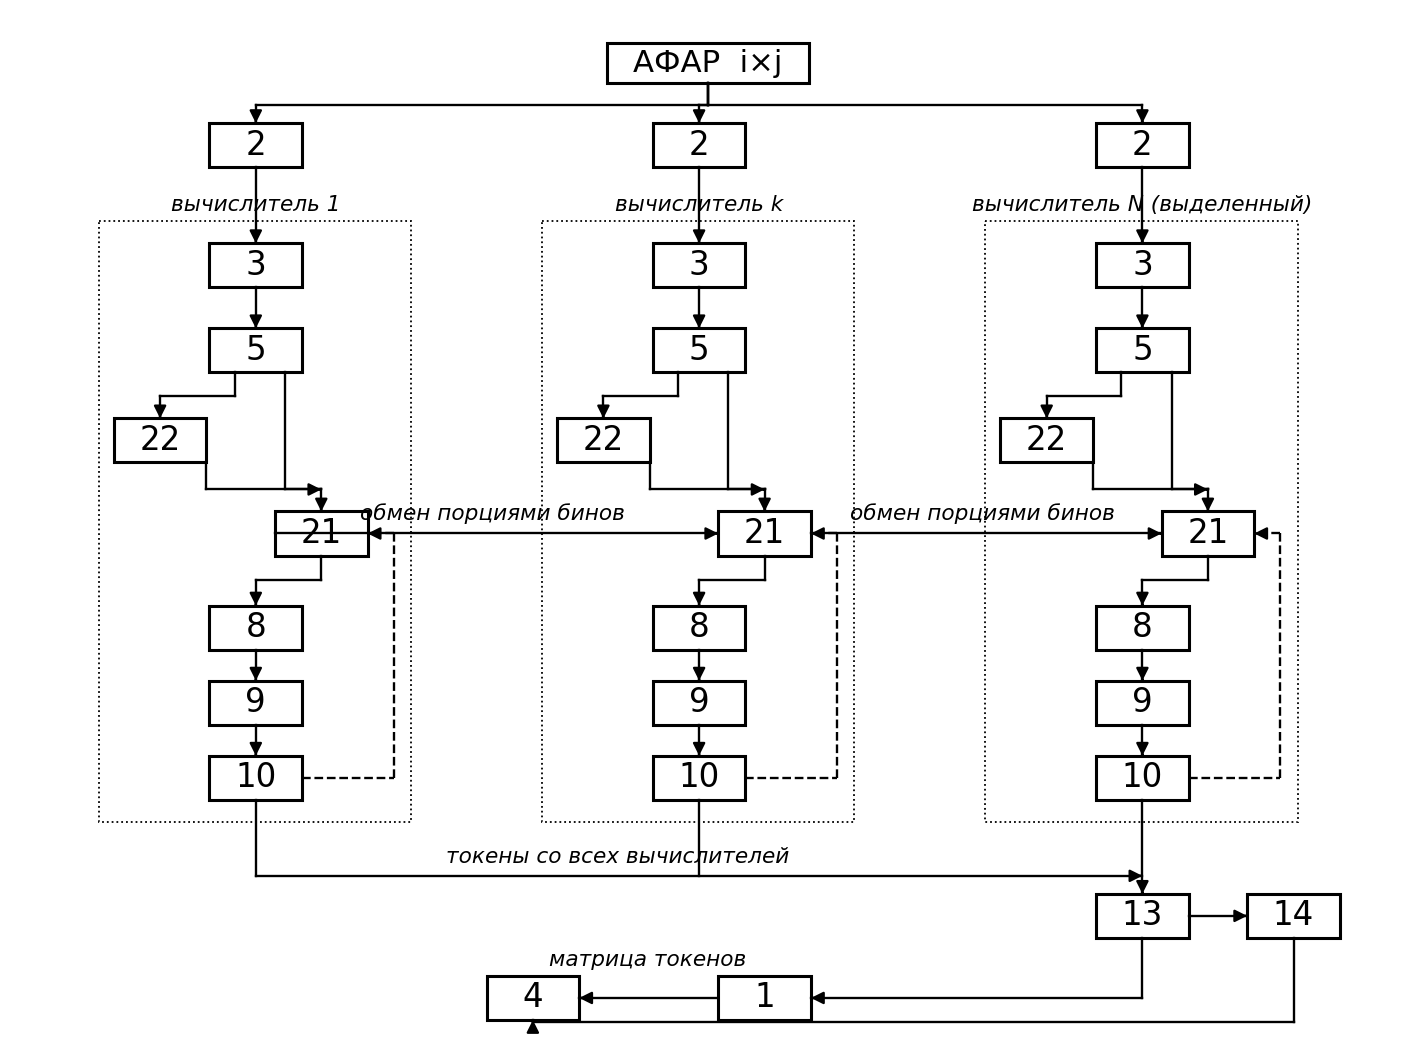 АФАР i×j
2 2 2
вычислитель 1 вычислитель k вычислитель N (выделенный)
3 3 3
5 5 5
22 22 22
обмен порциями бинов обмен порциями бинов
21 21 21
8 8 8
9 9 9
10 10 10
токены со всех вычислителей
13 14
матрица токенов
4 1